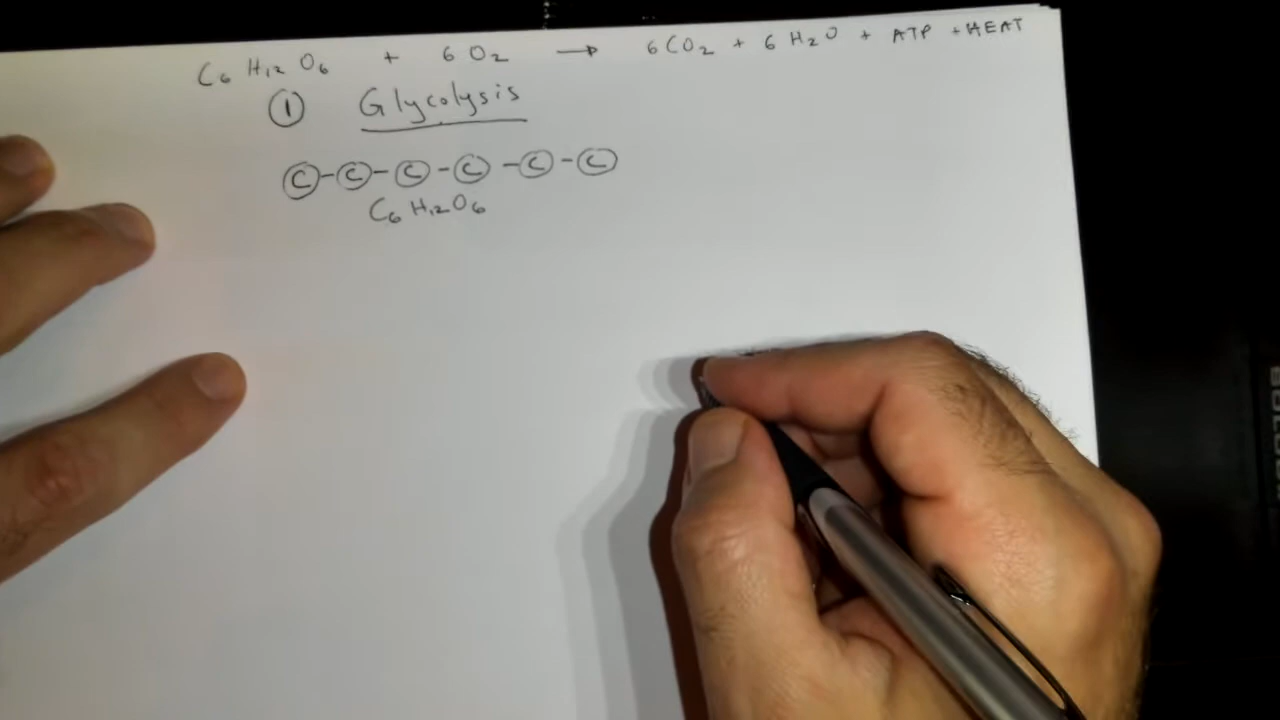 C₆ H₁₂ O₆ + 6 O₂ → 6 CO₂ + 6 H₂O + ATP + HEAT
① Glycolysis
Ⓒ-Ⓒ-Ⓒ-Ⓒ-Ⓒ-Ⓒ
C₆ H₁₂ O₆